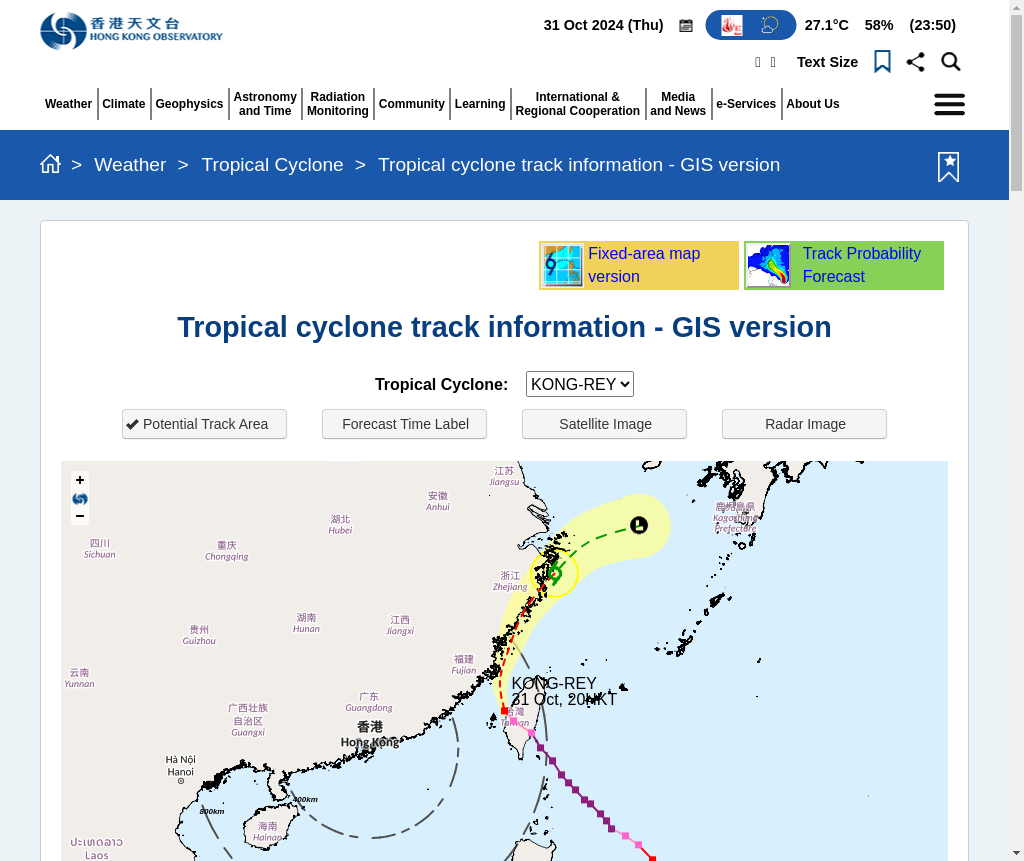 香港天文台
HONG KONG OBSERVATORY
31 Oct 2024 (Thu)
27.1°C 58% (23:50)
Text Size
Weather
Climate
Geophysics
Astronomy
and Time
Radiation
Monitoring
Community
Learning
International &
Regional Cooperation
Media
and News
e-Services
About Us
> Weather > Tropical Cyclone > Tropical cyclone track information - GIS version
Fixed-area map
version
Track Probability
Forecast
Tropical cyclone track information - GIS version
Tropical Cyclone: KONG-REY
Potential Track Area
Forecast Time Label
Satellite Image
Radar Image
+
−
江苏
Jiangsu
安徽
Anhui
湖北
Hubei
四川
Sichuan
重庆
Chongqing
浙江
Zhejiang
鹿児島県
Kagoshima
Prefecture
L
湖南
Hunan
江西
Jiangxi
贵州
Guizhou
福建
Fujian
云南
Yunnan
KONG-REY
31 Oct, 20HKT
广东
Guangdong
广西壮族
自治区
Guangxi
香港
Hong Kong
Hà Nội
Hanoi
400km
800km
海南
Hainan
ປະເທດລາວ
Laos